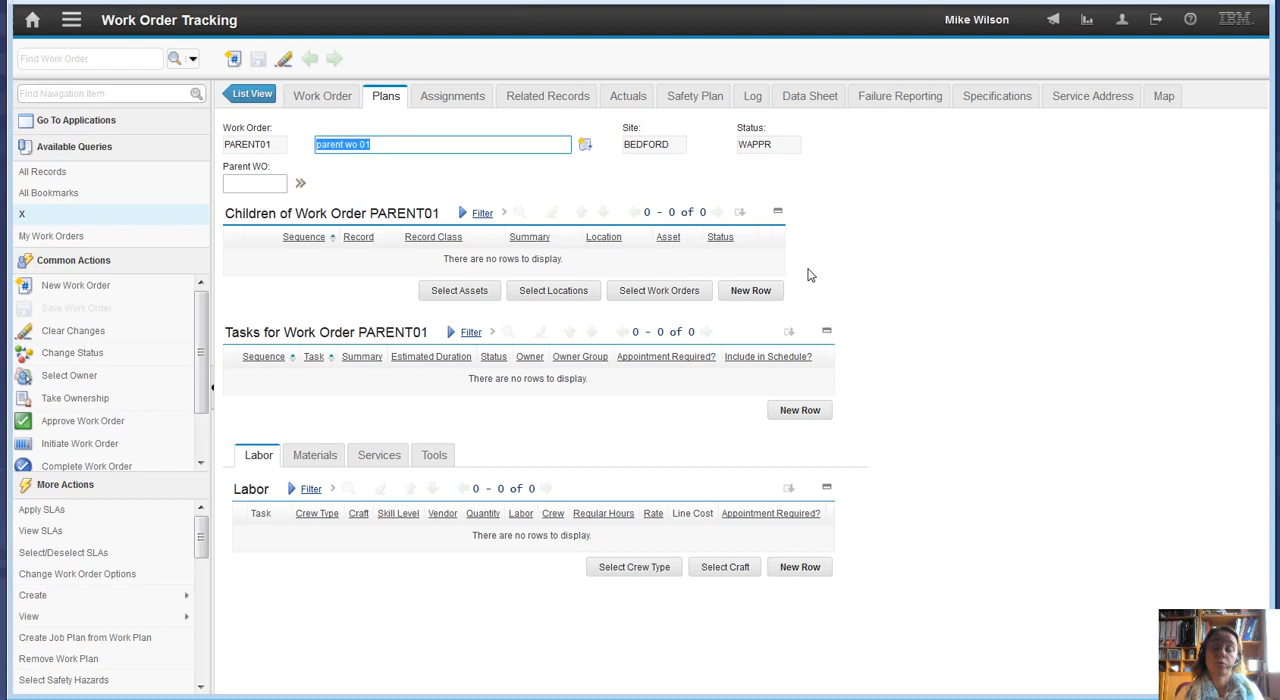 Work Order Tracking
Mike Wilson
IBM.
Find Work Order
Find Navigation Item
Go To Applications
Available Queries
All Records
All Bookmarks
X
My Work Orders
Common Actions
New Work Order
Save Work Order
Clear Changes
Change Status
Select Owner
Take Ownership
Approve Work Order
Initiate Work Order
Complete Work Order
More Actions
Apply SLAs
View SLAs
Select/Deselect SLAs
Change Work Order Options
Create
View
Create Job Plan from Work Plan
Remove Work Plan
Select Safety Hazards
List View Work Order Plans Assignments Related Records Actuals Safety Plan Log Data Sheet Failure Reporting Specifications Service Address Map
Work Order: Site: Status:
PARENT01 parent wo 01 BEDFORD WAPPR
Parent WO:
Children of Work Order PARENT01 Filter 0 - 0 of 0
Sequence Record Record Class Summary Location Asset Status
There are no rows to display.
Select Assets Select Locations Select Work Orders New Row
Tasks for Work Order PARENT01 Filter 0 - 0 of 0
Sequence Task Summary Estimated Duration Status Owner Owner Group Appointment Required? Include in Schedule?
There are no rows to display.
New Row
Labor Materials Services Tools
Labor Filter 0 - 0 of 0
Task Crew Type Craft Skill Level Vendor Quantity Labor Crew Regular Hours Rate Line Cost Appointment Required?
There are no rows to display.
Select Crew Type Select Craft New Row